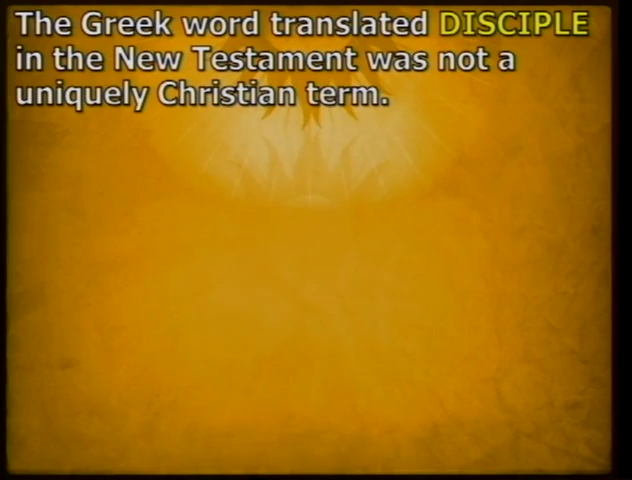 The Greek word translated DISCIPLE
in the New Testament was not a
uniquely Christian term.